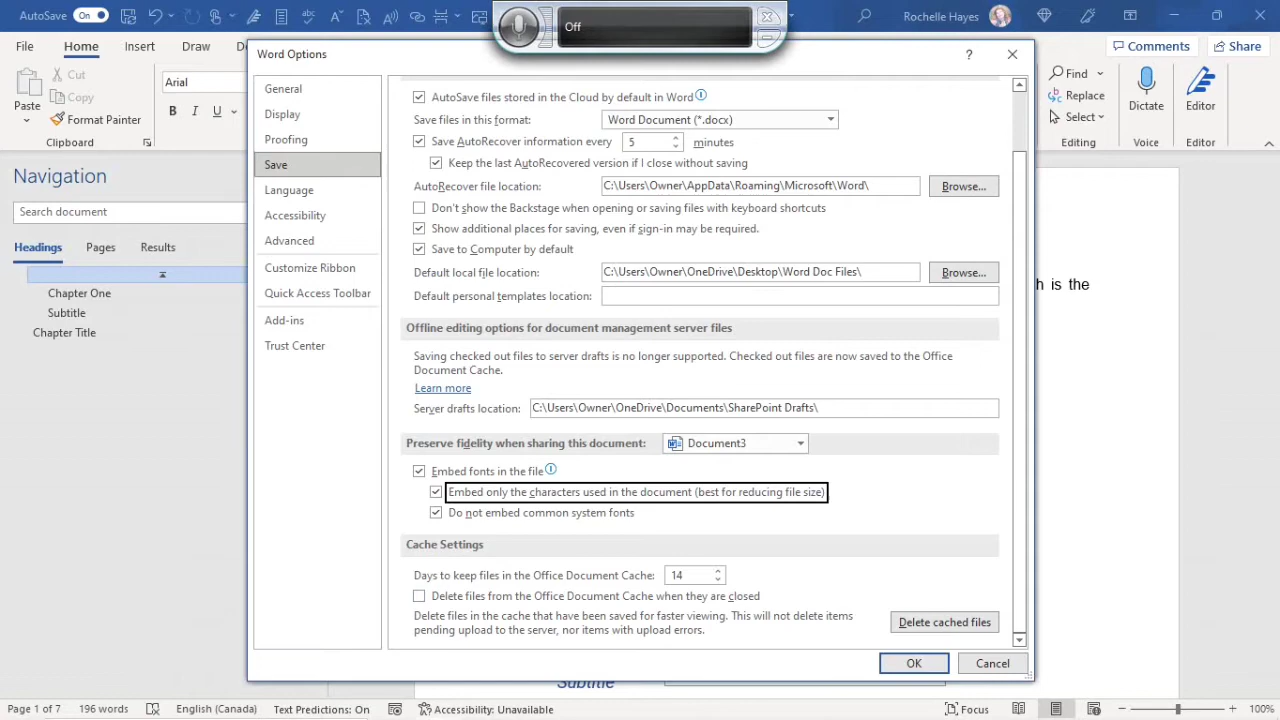 AutoSave On
Off
Rochelle Hayes
File Home Insert Draw
Comments Share
Paste
Cut
Copy
Format Painter
Clipboard
Arial
B I U
Find
Replace
Select
Editing
Dictate
Voice
Editor
Editor
Navigation
Search document
Headings Pages Results
Chapter One
Subtitle
Chapter Title
Word Options
General
Display
Proofing
Save
Language
Accessibility
Advanced
Customize Ribbon
Quick Access Toolbar
Add-ins
Trust Center
AutoSave files stored in the Cloud by default in Word
Save files in this format: Word Document (*.docx)
Save AutoRecover information every 5 minutes
Keep the last AutoRecovered version if I close without saving
AutoRecover file location: C:\Users\Owner\AppData\Roaming\Microsoft\Word\ Browse...
Don't show the Backstage when opening or saving files with keyboard shortcuts
Show additional places for saving, even if sign-in may be required.
Save to Computer by default
Default local file location: C:\Users\Owner\OneDrive\Desktop\Word Doc Files\ Browse...
Default personal templates location:
Offline editing options for document management server files
Saving checked out files to server drafts is no longer supported. Checked out files are now saved to the Office
Document Cache.
Learn more
Server drafts location: C:\Users\Owner\OneDrive\Documents\SharePoint Drafts\
Preserve fidelity when sharing this document: Document3
Embed fonts in the file
Embed only the characters used in the document (best for reducing file size)
Do not embed common system fonts
Cache Settings
Days to keep files in the Office Document Cache: 14
Delete files from the Office Document Cache when they are closed
Delete files in the cache that have been saved for faster viewing. This will not delete items
pending upload to the server, nor items with upload errors.
Delete cached files
OK Cancel
h is the
Subtitle
Page 1 of 7 196 words English (Canada) Text Predictions: On Accessibility: Unavailable Focus 100%